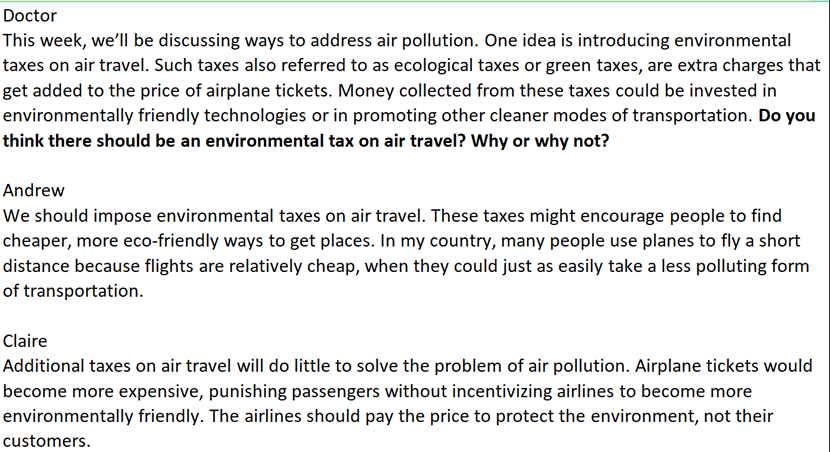 Doctor
This week, we’ll be discussing ways to address air pollution. One idea is introducing environmental
taxes on air travel. Such taxes also referred to as ecological taxes or green taxes, are extra charges that
get added to the price of airplane tickets. Money collected from these taxes could be invested in
environmentally friendly technologies or in promoting other cleaner modes of transportation. Do you
think there should be an environmental tax on air travel? Why or why not?
Andrew
We should impose environmental taxes on air travel. These taxes might encourage people to find
cheaper, more eco-friendly ways to get places. In my country, many people use planes to fly a short
distance because flights are relatively cheap, when they could just as easily take a less polluting form
of transportation.
Claire
Additional taxes on air travel will do little to solve the problem of air pollution. Airplane tickets would
become more expensive, punishing passengers without incentivizing airlines to become more
environmentally friendly. The airlines should pay the price to protect the environment, not their
customers.